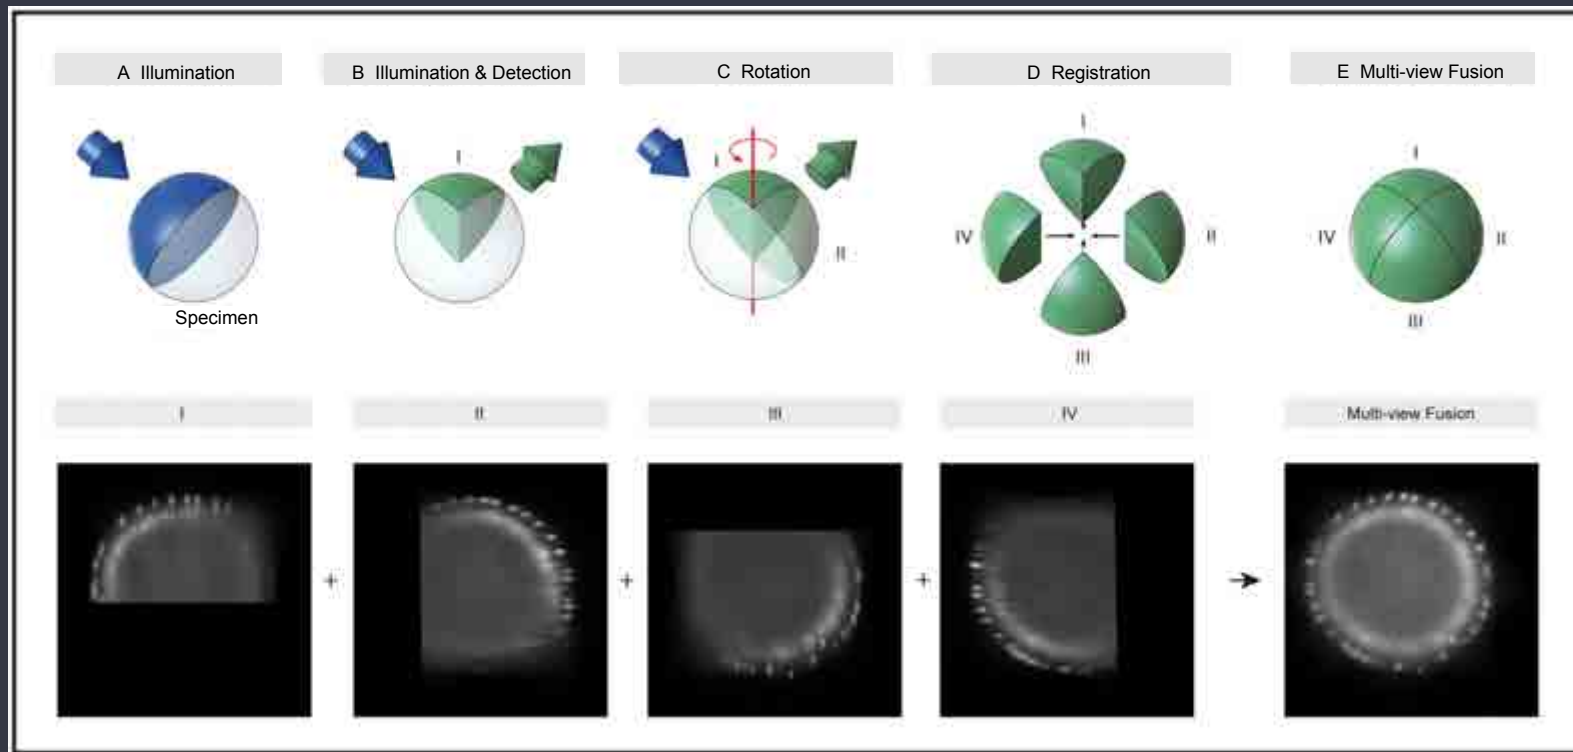 A Illumination
B Illumination & Detection
C Rotation
D Registration
E Multi-view Fusion
I
I
I
I
IV
II
IV
II
II
Specimen
III
III
I
II
III
IV
Multi-view Fusion
+
+
+